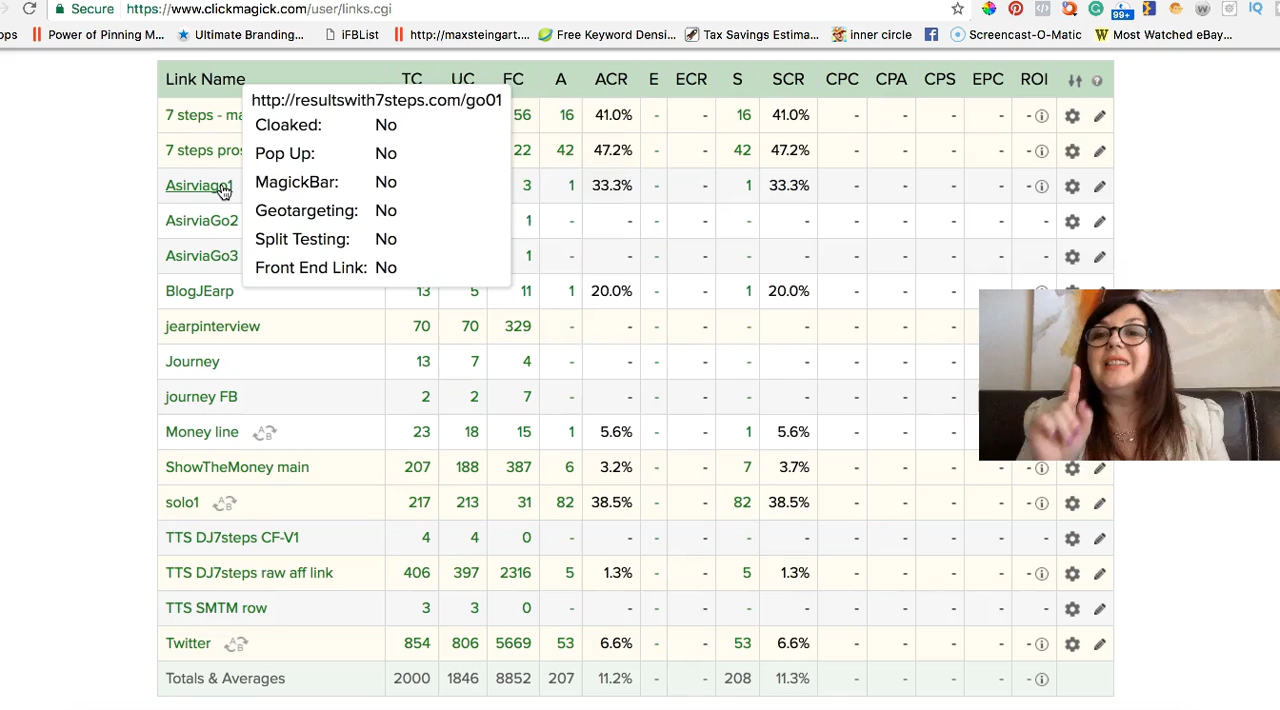 Secure https://www.clickmagick.com/user/links.cgi 99+
ops Power of Pinning M... Ultimate Branding... iFBList http://maxsteingart... Free Keyword Densi... Tax Savings Estima... inner circle Screencast-O-Matic Most Watched eBay...
Link Name TC UC FC A ACR E ECR S SCR CPC CPA CPS EPC ROI
http://resultswith7steps.com/go01
Cloaked: No
Pop Up: No
MagickBar: No
Geotargeting: No
Split Testing: No
Front End Link: No
7 steps - ma 56 16 41.0% - - 16 41.0% - - - - -
7 steps pros 22 42 47.2% - - 42 47.2% - - - - -
Asirviago1 3 1 33.3% - - 1 33.3% - - - - -
AsirviaGo2 1 - - - - - - - - - - -
AsirviaGo3 1 - - - - - - - - - - -
BlogJEarp 13 5 11 1 20.0% - - 1 20.0% - - -
jearpinterview 70 70 329 - - - - - - - - -
Journey 13 7 4 - - - - - - - - -
journey FB 2 2 7 - - - - - - - - -
Money line 23 18 15 1 5.6% - - 1 5.6% - - -
ShowTheMoney main 207 188 387 6 3.2% - - 7 3.7% - - - -
solo1 217 213 31 82 38.5% - - 82 38.5% - - - - -
TTS DJ7steps CF-V1 4 4 0 - - - - - - - - - - -
TTS DJ7steps raw aff link 406 397 2316 5 1.3% - - 5 1.3% - - - - -
TTS SMTM row 3 3 0 - - - - - - - - - - -
Twitter 854 806 5669 53 6.6% - - 53 6.6% - - - - -
Totals & Averages 2000 1846 8852 207 11.2% - - 208 11.3% - - - - -